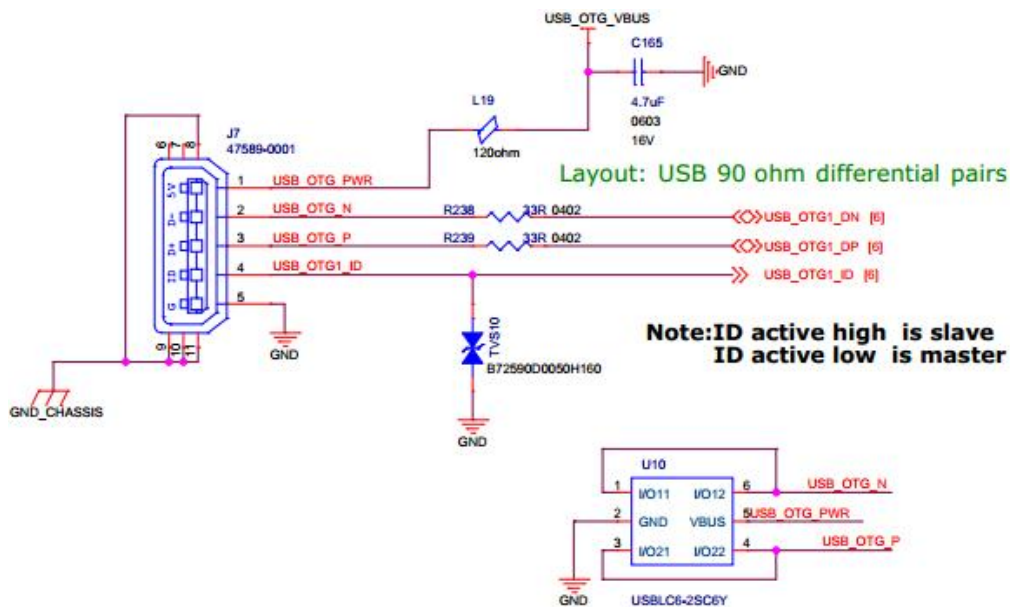 USB_OTG_VBUS
C165
GND
4.7uF
0603
16V
L19
120ohm
J7
47589-0001
6
7
8
Layout: USB 90 ohm differential pairs
5V
1
USB_OTG_PWR
D-
2
USB_OTG_N
R238
33R 0402
USB_OTG1_DN [6]
D+
3
USB_OTG_P
R239
33R 0402
USB_OTG1_DP [6]
ID
4
USB_OTG1_ID
USB_OTG1_ID [6]
G
5
GND
9
10
11
GND_CHASSIS
TVS10
B72590D0050H160
GND
Note:ID active high is slave
ID active low is master
U10
1
I/O11
I/O12
6
USB_OTG_N
2
GND
VBUS
5
USB_OTG_PWR
3
I/O21
I/O22
4
USB_OTG_P
GND
USBLC6-2SC6Y